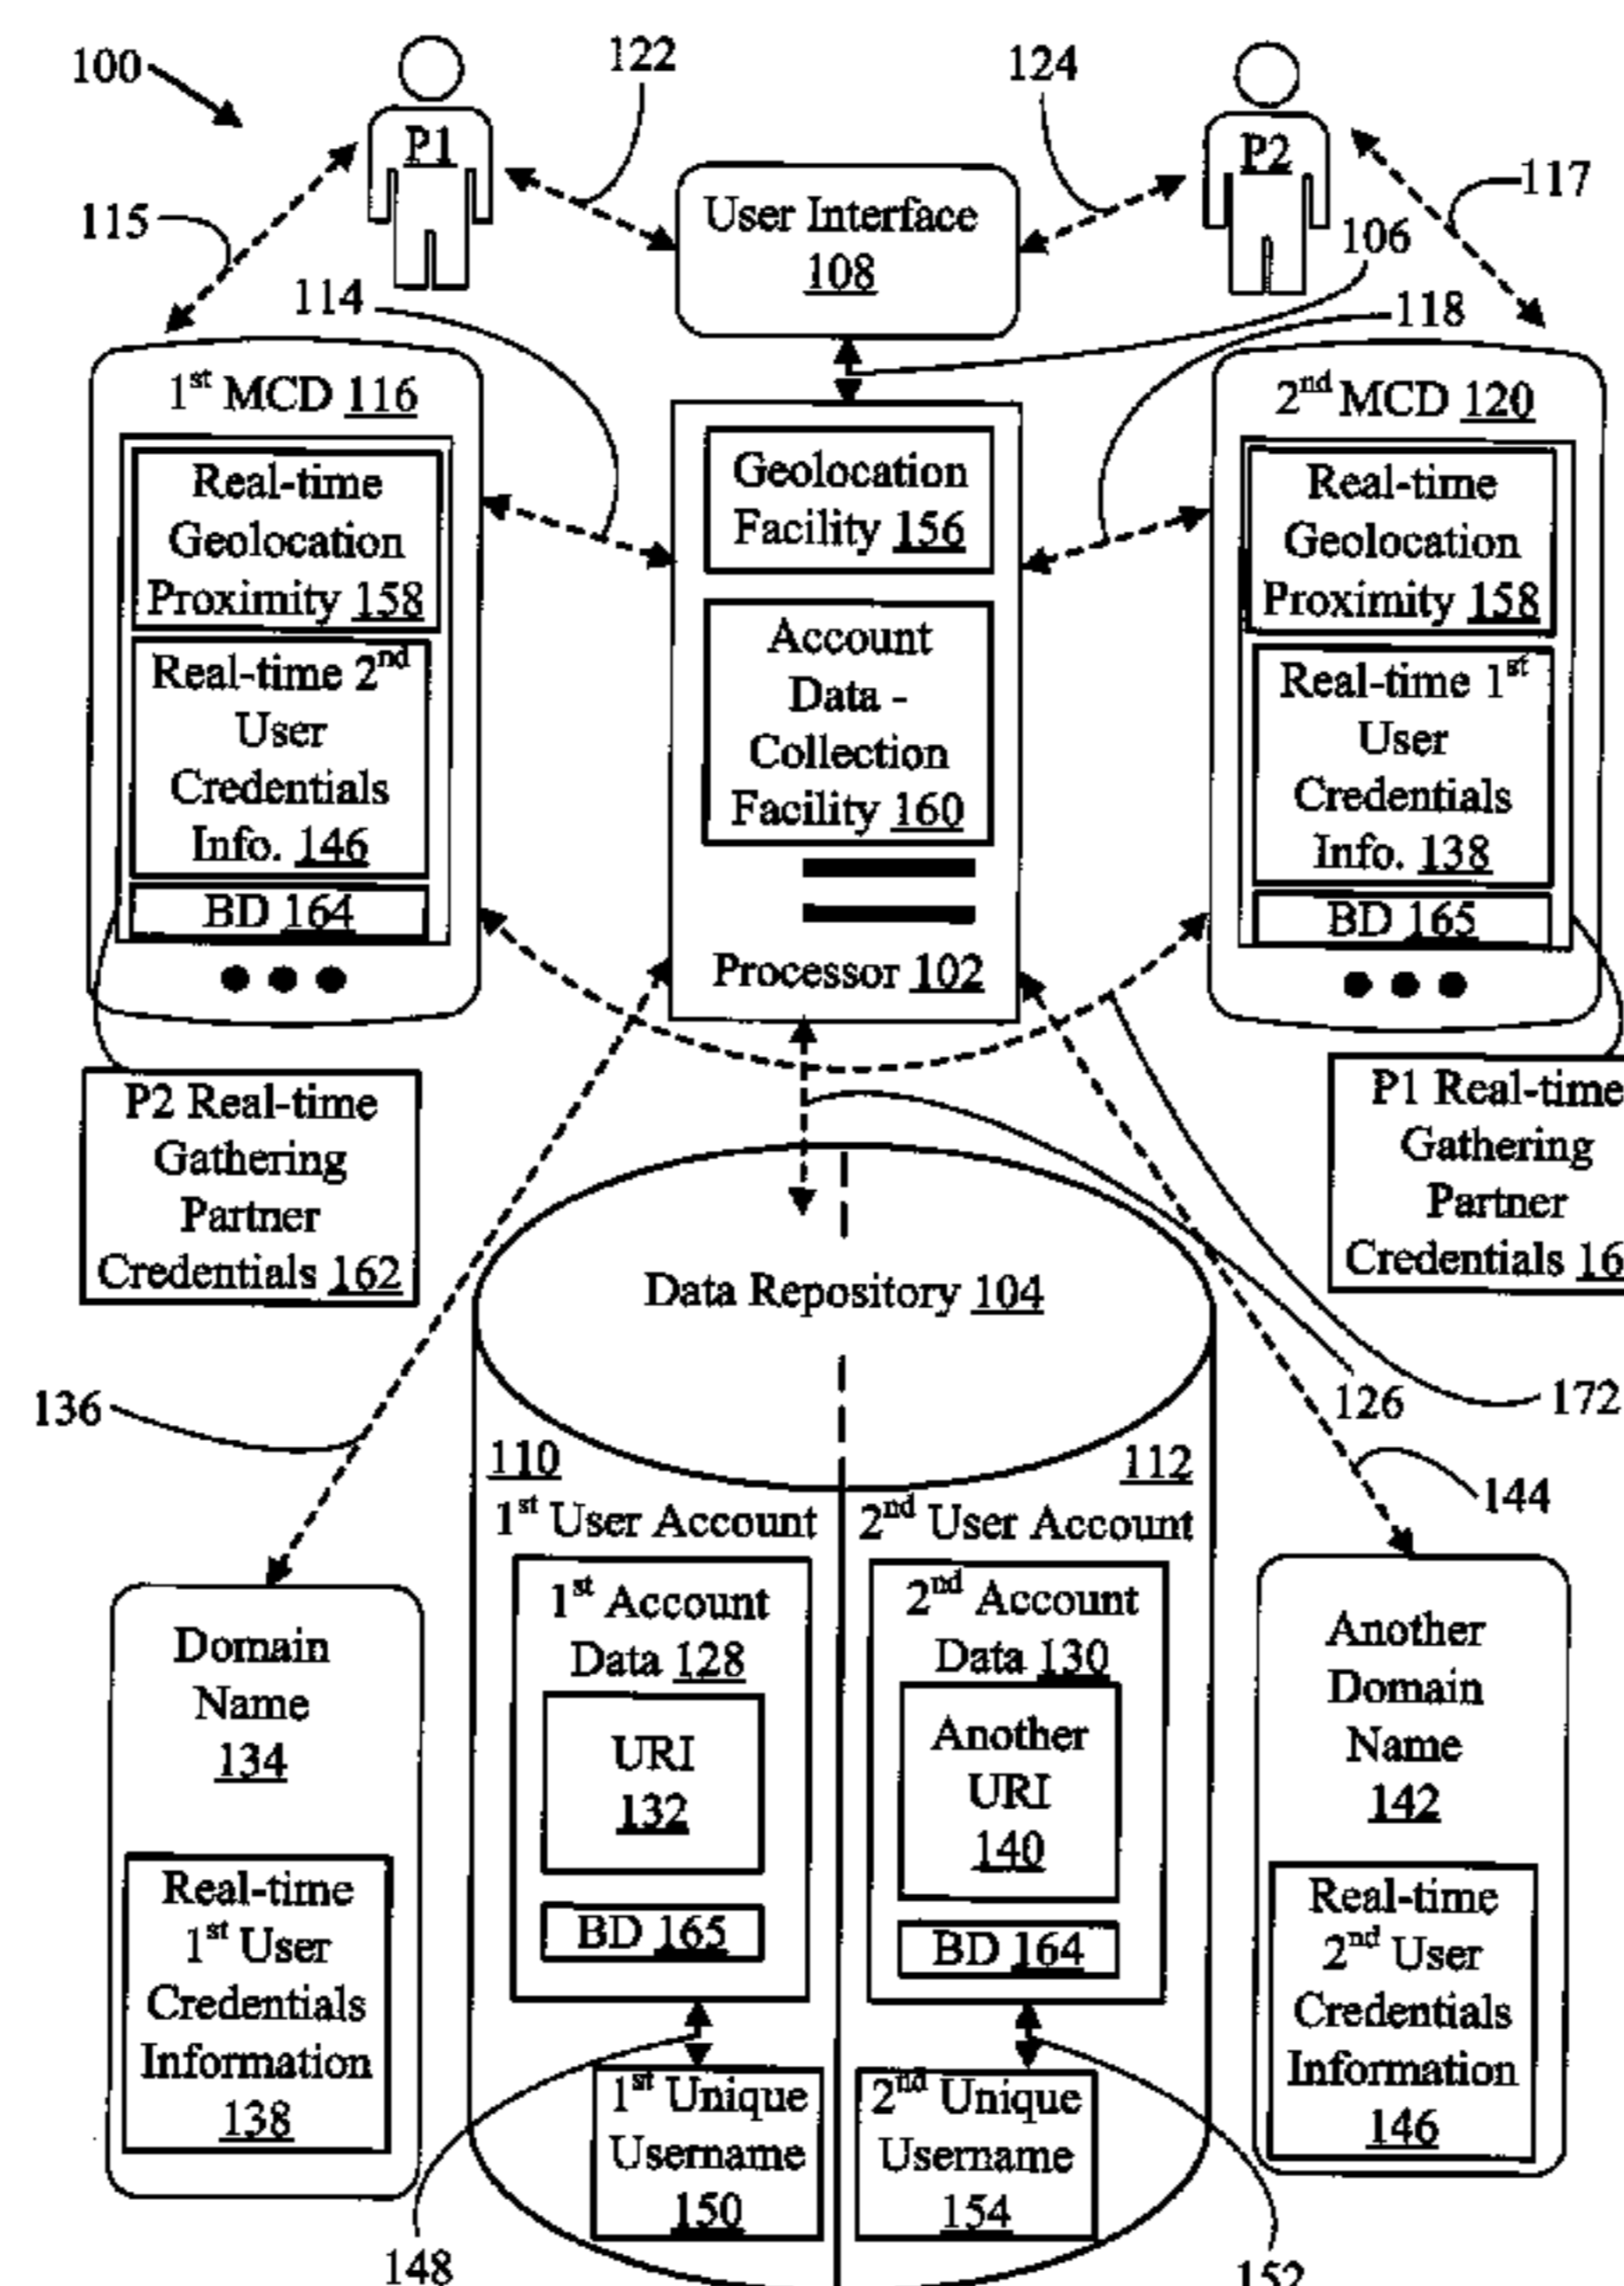 100
P1
122
124
P2
117
115
User Interface
108
106
114
118
1st MCD 116
Real-time
Geolocation
Proximity 158
Real-time 2nd
User
Credentials
Info. 146
BD 164
Geolocation
Facility 156
Account
Data -
Collection
Facility 160
Processor 102
2nd MCD 120
Real-time
Geolocation
Proximity 158
Real-time 1st
User
Credentials
Info. 138
BD 165
P2 Real-time
Gathering
Partner
Credentials 162
P1 Real-time
Gathering
Partner
Credentials 16
Data Repository 104
136
126
172
144
110
1st User Account
1st Account
Data 128
URI
132
BD 165
1st Unique
Username
150
112
2nd User Account
2nd Account
Data 130
Another
URI
140
BD 164
2nd Unique
Username
154
Domain
Name
134
Real-time
1st User
Credentials
Information
138
Another
Domain
Name
142
Real-time
2nd User
Credentials
Information
146
148
152